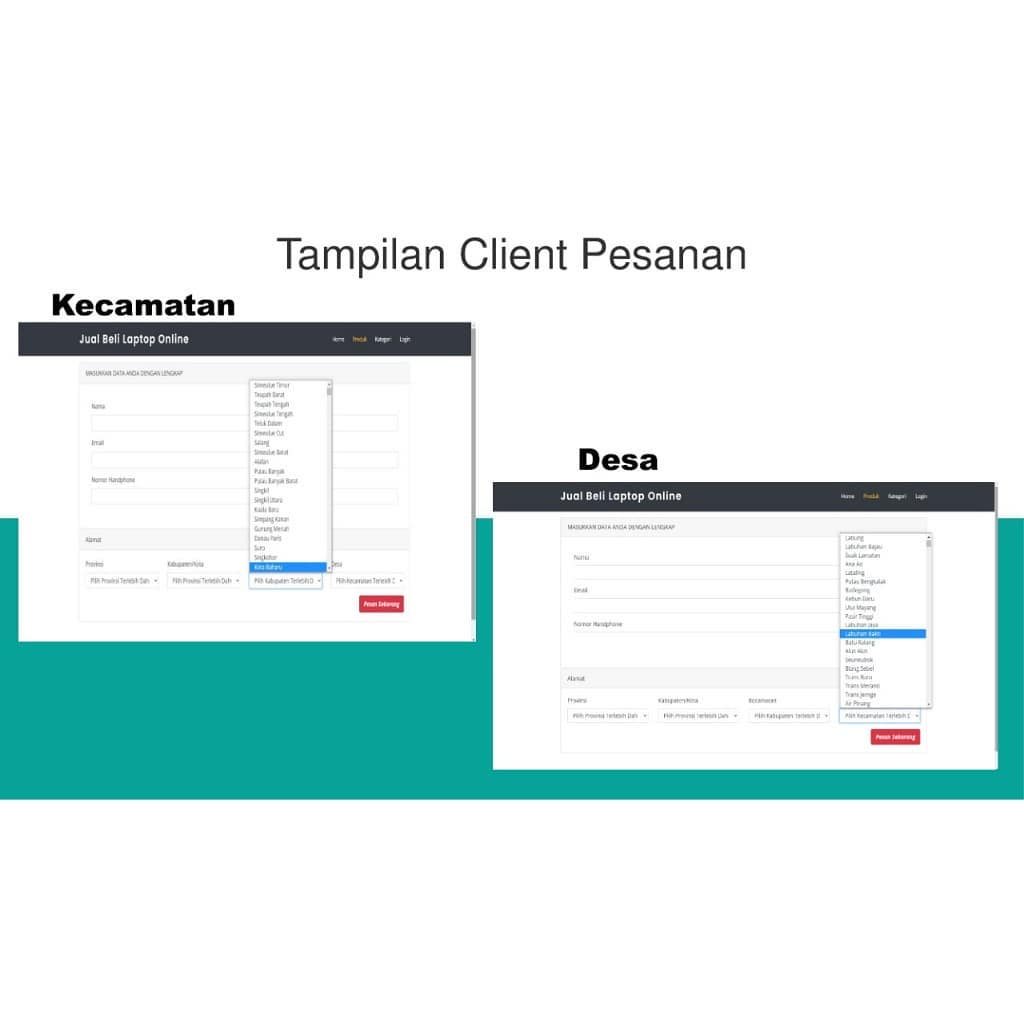 Tampilan Client Pesanan
Kecamatan
Jual Beli Laptop Online
Home Produk Kategori Login
MASUKKAN DATA ANDA DENGAN LENGKAP
Nama
Email
Nomor Handphone
Simeulue Timur
Teupah Barat
Teupah Tengah
Simeulue Tengah
Teluk Dalam
Simeulue Cut
Salang
Simeulue Barat
Alafan
Pulau Banyak
Pulau Banyak Barat
Singkil
Singkil Utara
Kuala Baru
Simpang Kanan
Gunung Meriah
Danau Paris
Suro
Singkohor
Kota Baharu
Alamat
Provinsi Kabupaten/Kota Desa
Pilih Provinsi Terlebih Dah Pilih Provinsi Terlebih Dah Pilih Kabupaten Terlebih D Pilih Kecamatan Terlebih D
Pesan Sekarang
Desa
Jual Beli Laptop Online
Home Produk Kategori Login
MASUKKAN DATA ANDA DENGAN LENGKAP
Nama
Email
Nomor Handphone
Latiung
Labuhan Bajau
Suak Lamatan
Ana Ao
Lataling
Pulau Bengkalak
Badegong
Kebun Baru
Ulul Mayang
Pasir Tinggi
Labuhan Jaya
Labuhan Bakti
Batu Ralang
Alus Alus
Seuneubok
Blang Sebel
Trans Baru
Trans Meranti
Trans Jernge
Air Pinang
Alamat
Provinsi Kabupaten/Kota Kecamatan
Pilih Provinsi Terlebih Dah Pilih Provinsi Terlebih Dah Pilih Kabupaten Terlebih D Pilih Kecamatan Terlebih D
Pesan Sekarang